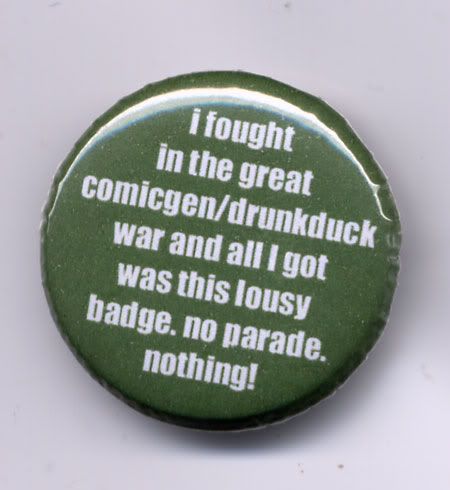 i fought
in the great
comicgen/drunkduck
war and all I got
was this lousy
badge. no parade.
nothing!